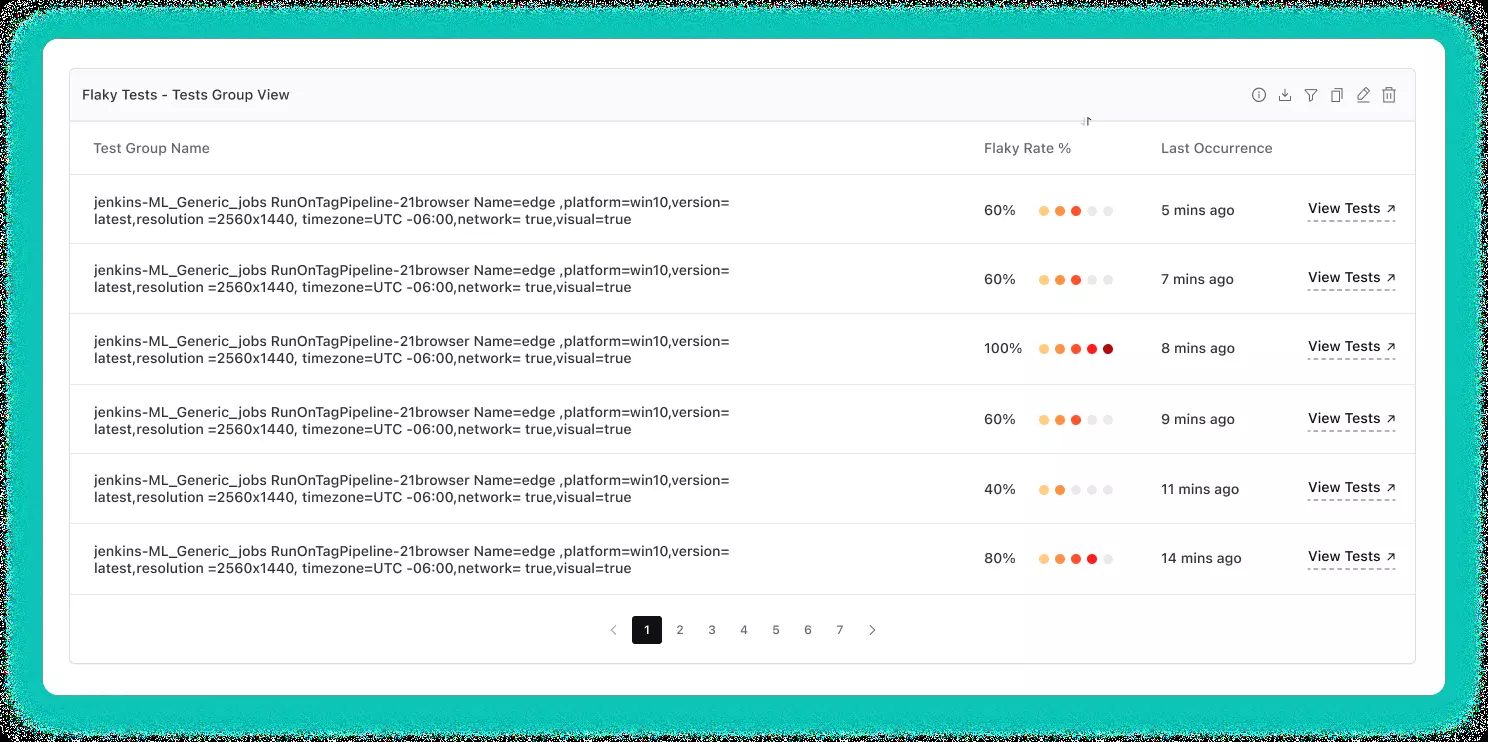 Flaky Tests - Tests Group View
Test Group Name Flaky Rate % Last Occurrence
jenkins-ML_Generic_jobs RunOnTagPipeline-21browser Name=edge ,platform=win10,version=
latest,resolution =2560x1440, timezone=UTC -06:00,network= true,visual=true
60% 5 mins ago View Tests
jenkins-ML_Generic_jobs RunOnTagPipeline-21browser Name=edge ,platform=win10,version=
latest,resolution =2560x1440, timezone=UTC -06:00,network= true,visual=true
60% 7 mins ago View Tests
jenkins-ML_Generic_jobs RunOnTagPipeline-21browser Name=edge ,platform=win10,version=
latest,resolution =2560x1440, timezone=UTC -06:00,network= true,visual=true
100% 8 mins ago View Tests
jenkins-ML_Generic_jobs RunOnTagPipeline-21browser Name=edge ,platform=win10,version=
latest,resolution =2560x1440, timezone=UTC -06:00,network= true,visual=true
60% 9 mins ago View Tests
jenkins-ML_Generic_jobs RunOnTagPipeline-21browser Name=edge ,platform=win10,version=
latest,resolution =2560x1440, timezone=UTC -06:00,network= true,visual=true
40% 11 mins ago View Tests
jenkins-ML_Generic_jobs RunOnTagPipeline-21browser Name=edge ,platform=win10,version=
latest,resolution =2560x1440, timezone=UTC -06:00,network= true,visual=true
80% 14 mins ago View Tests
1 2 3 4 5 6 7